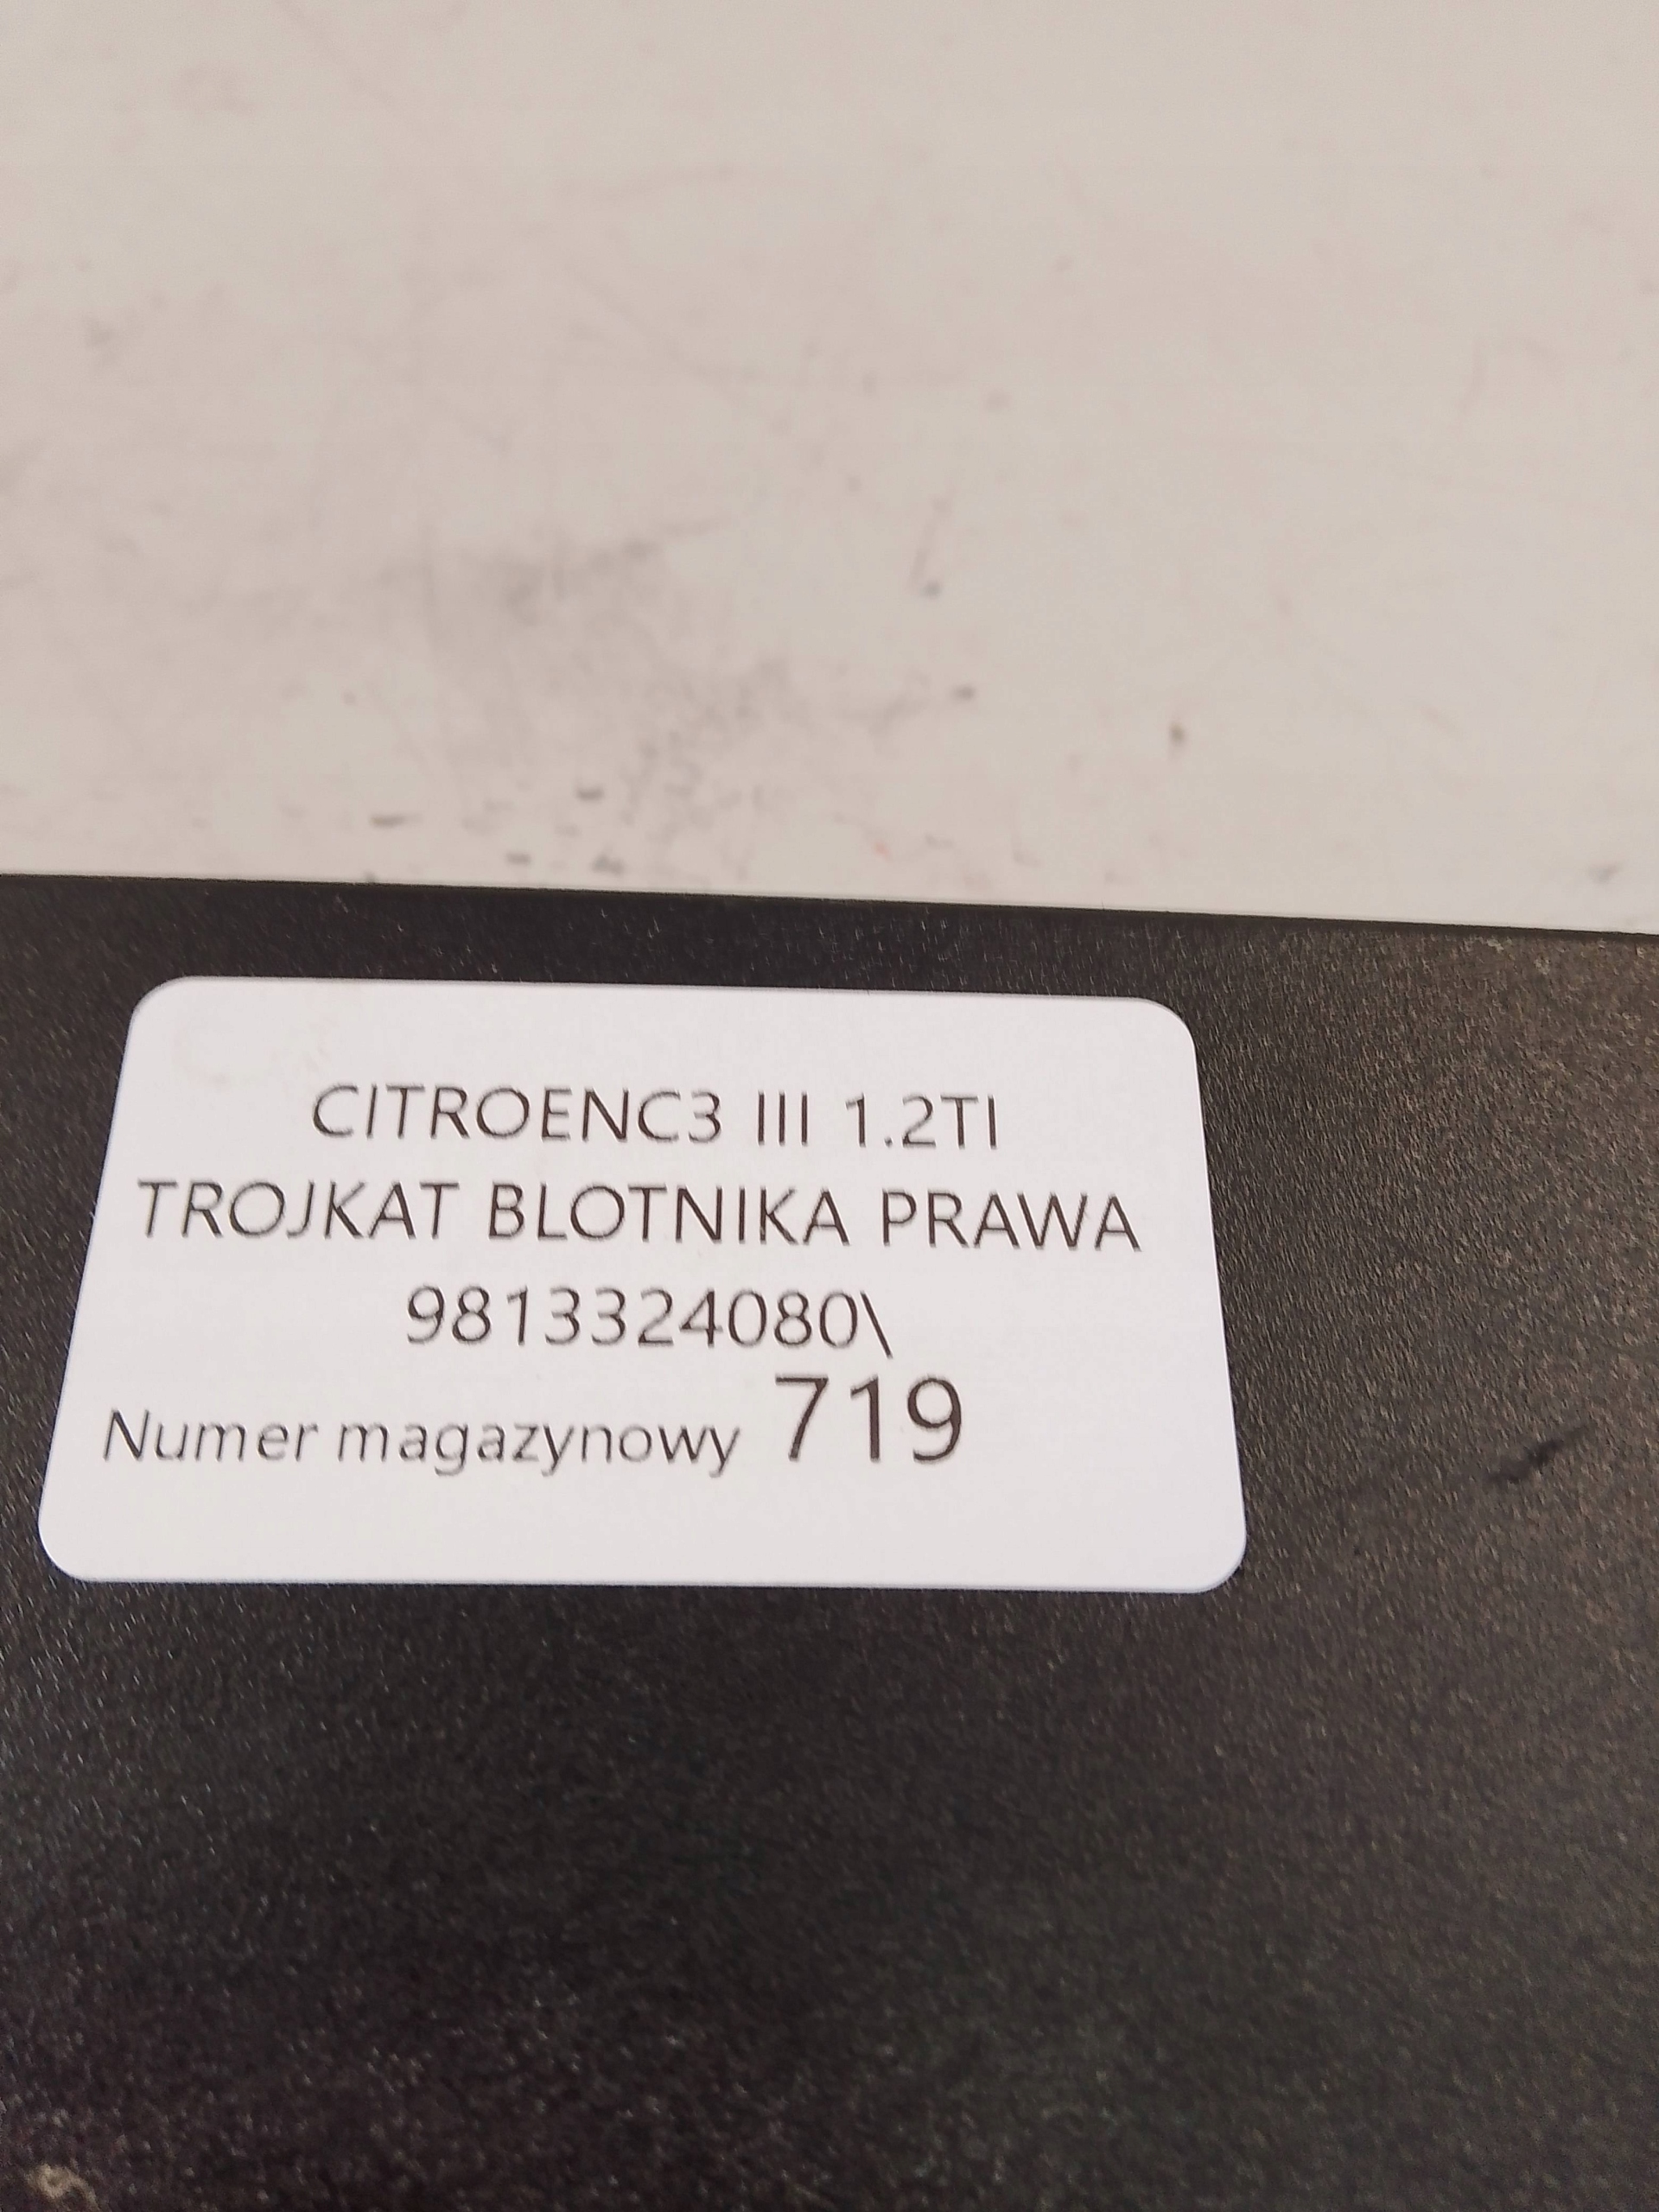 CITROENC3 III 1.2TI
TROJKAT BLOTNIKA PRAWA
9813324080\
Numer magazynowy 719